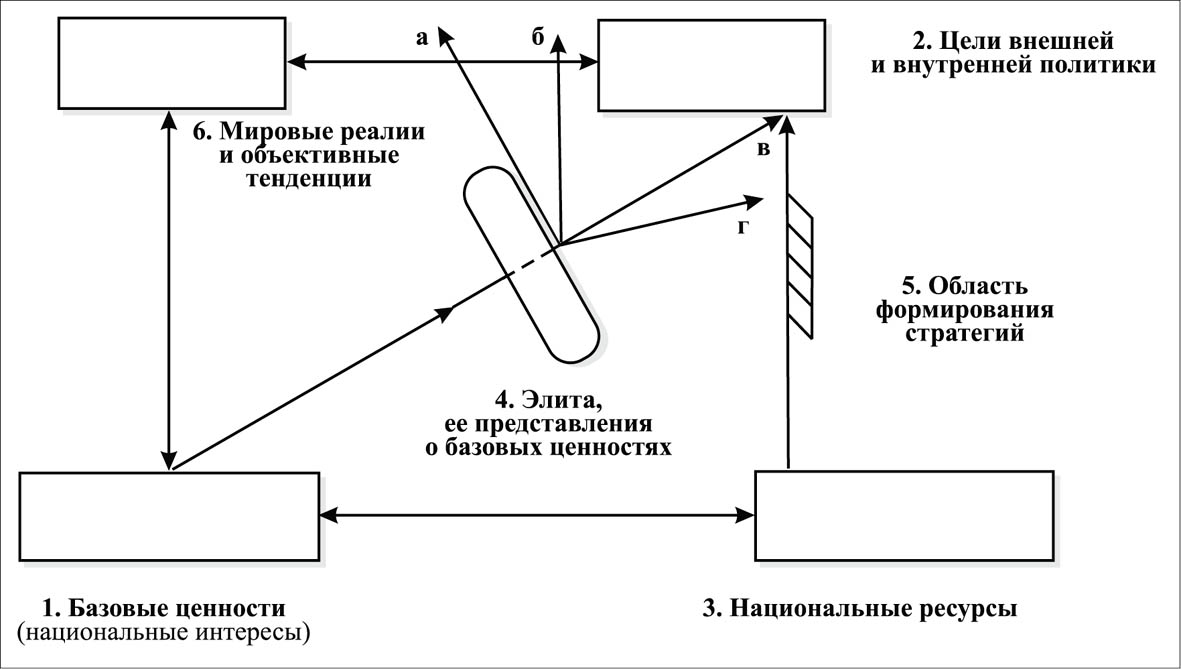 а
б
2. Цели внешней
и внутренней политики
6. Мировые реалии
и объективные
тенденции
в
г
5. Область
формирования
стратегий
4. Элита,
ее представления
о базовых ценностях
1. Базовые ценности
(национальные интересы)
3. Национальные ресурсы